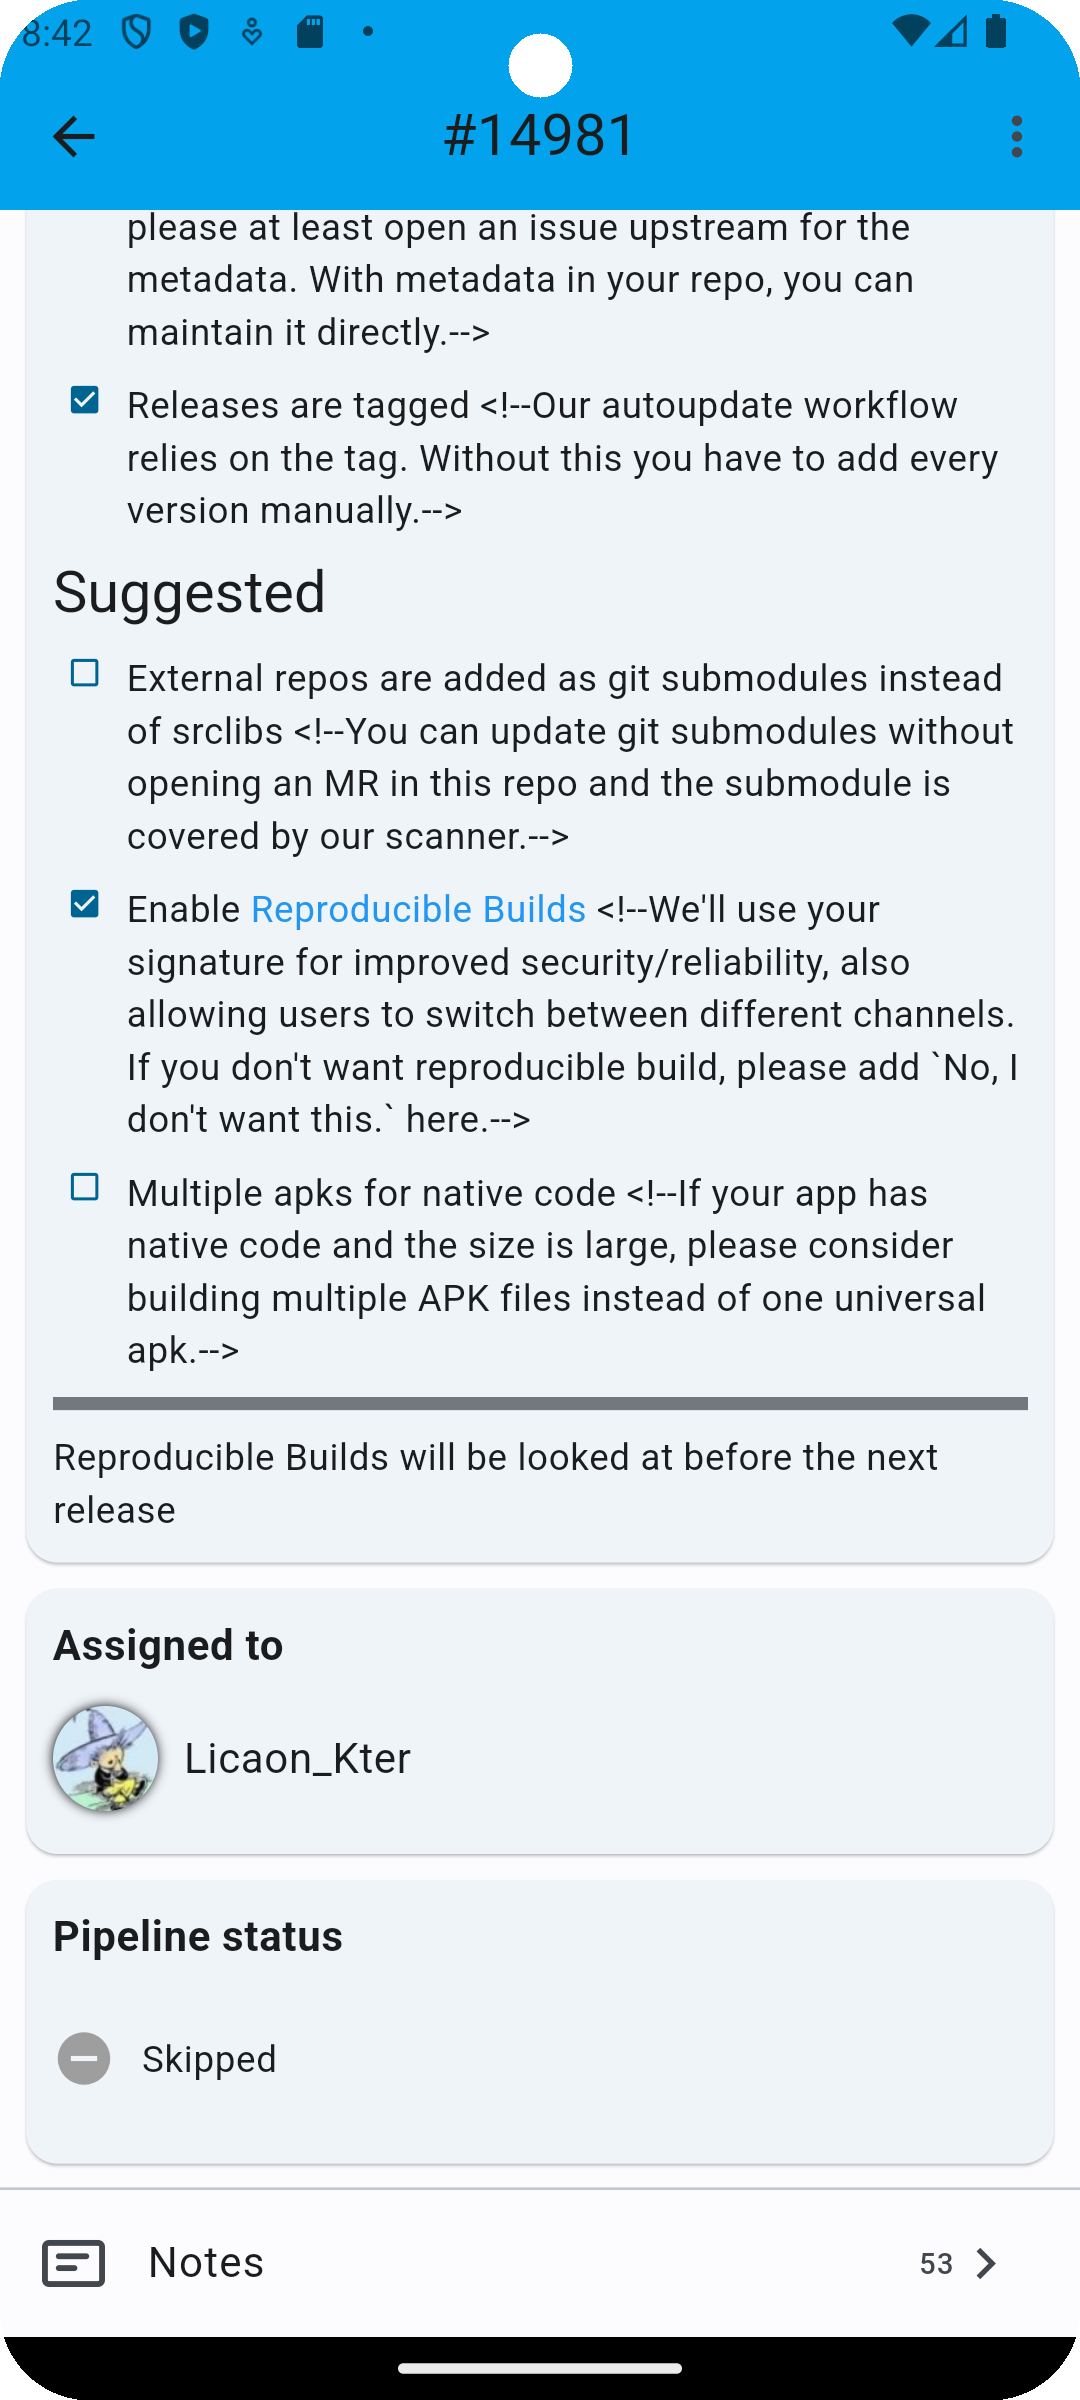 8:42
#14981
please at least open an issue upstream for the
metadata. With metadata in your repo, you can
maintain it directly.-->
Releases are tagged <!--Our autoupdate workflow
relies on the tag. Without this you have to add every
version manually.-->
Suggested
External repos are added as git submodules instead
of srclibs <!--You can update git submodules without
opening an MR in this repo and the submodule is
covered by our scanner.-->
Enable Reproducible Builds <!--We'll use your
signature for improved security/reliability, also
allowing users to switch between different channels.
If you don't want reproducible build, please add `No, I
don't want this.` here.-->
Multiple apks for native code <!--If your app has
native code and the size is large, please consider
building multiple APK files instead of one universal
apk.-->
Reproducible Builds will be looked at before the next
release
Assigned to
Licaon_Kter
Pipeline status
Skipped
Notes 53